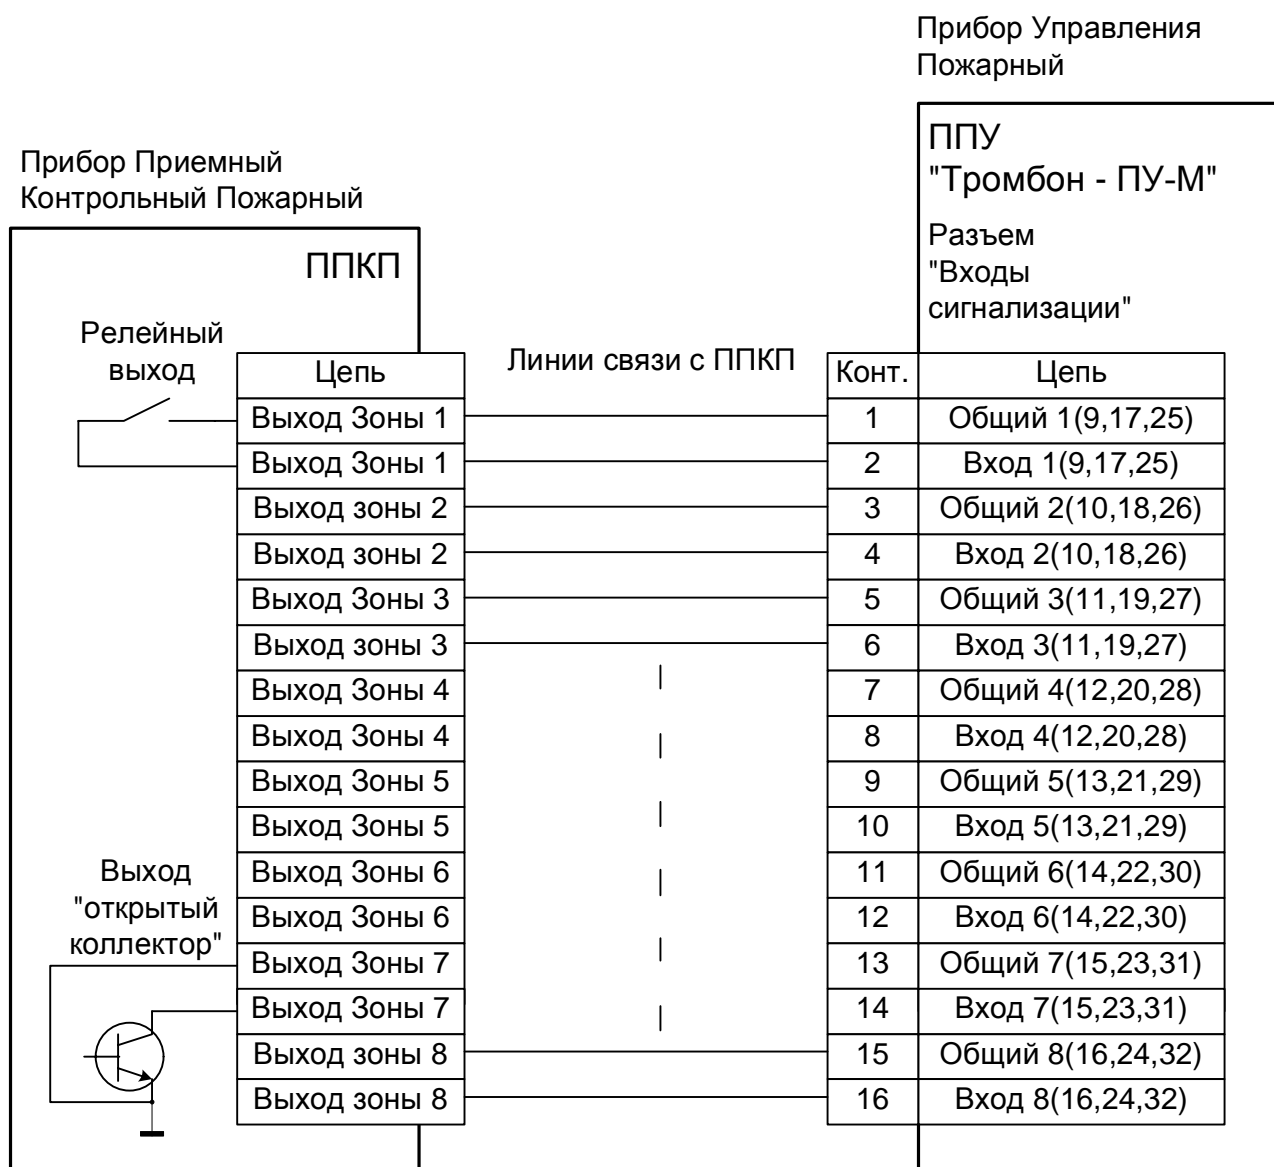 Прибор Управления
Пожарный
ППУ
"Тромбон - ПУ-М"
Разъем
"Входы
сигнализации"
Прибор Приемный
Контрольный Пожарный
ППКП
Релейный
выход
Линии связи с ППКП
Цепь Конт. Цепь
Выход Зоны 1 1 Общий 1(9,17,25)
Выход Зоны 1 2 Вход 1(9,17,25)
Выход зоны 2 3 Общий 2(10,18,26)
Выход зоны 2 4 Вход 2(10,18,26)
Выход Зоны 3 5 Общий 3(11,19,27)
Выход зоны 3 6 Вход 3(11,19,27)
Выход Зоны 4 7 Общий 4(12,20,28)
Выход Зоны 4 8 Вход 4(12,20,28)
Выход Зоны 5 9 Общий 5(13,21,29)
Выход Зоны 5 10 Вход 5(13,21,29)
Выход Зоны 6 11 Общий 6(14,22,30)
Выход Зоны 6 12 Вход 6(14,22,30)
Выход Зоны 7 13 Общий 7(15,23,31)
Выход Зоны 7 14 Вход 7(15,23,31)
Выход зоны 8 15 Общий 8(16,24,32)
Выход зоны 8 16 Вход 8(16,24,32)
Выход
"открытый
коллектор"